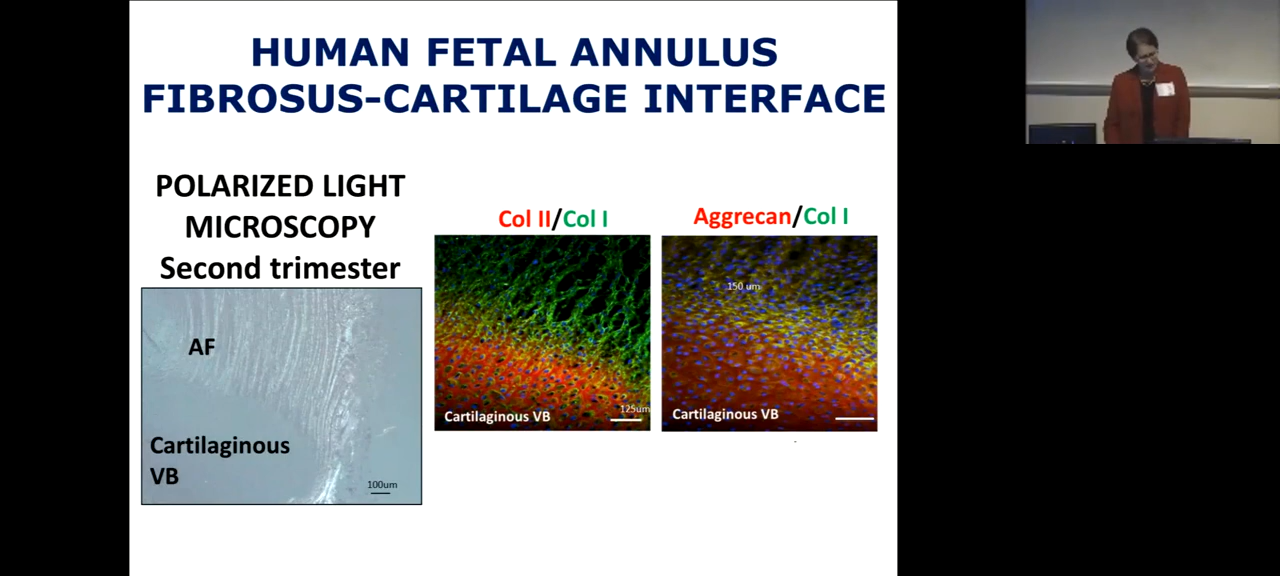 HUMAN FETAL ANNULUS
FIBROSUS-CARTILAGE INTERFACE
POLARIZED LIGHT
MICROSCOPY
Second trimester
AF
Cartilaginous
VB
100um
Col II/Col I
Cartilaginous VB
125um
Aggrecan/Col I
150 um
Cartilaginous VB